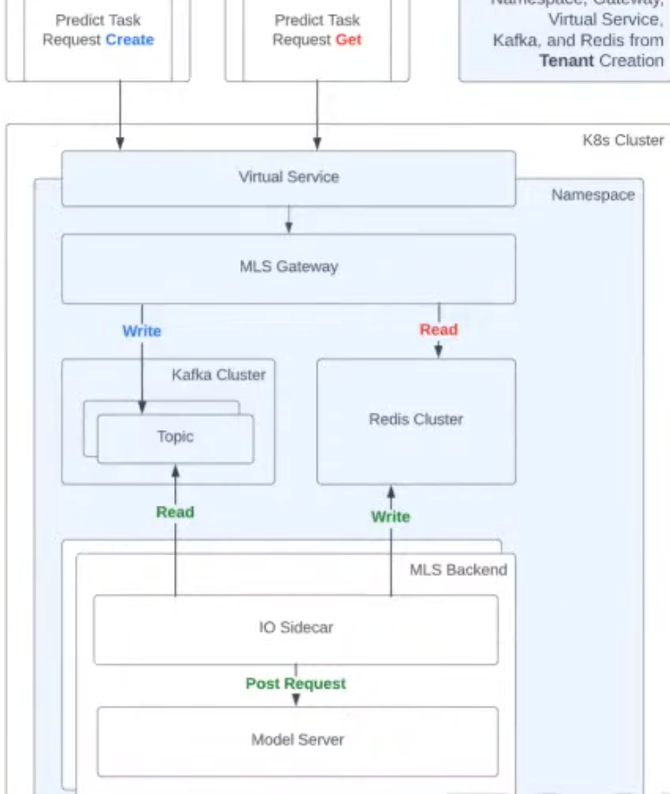 Predict Task
Request Create
Predict Task
Request Get
Namespace, Gateway,
Virtual Service,
Kafka, and Redis from
Tenant Creation
K8s Cluster
Virtual Service
Namespace
MLS Gateway
Write
Read
Kafka Cluster
Topic
Redis Cluster
Read
Write
MLS Backend
IO Sidecar
Post Request
Model Server